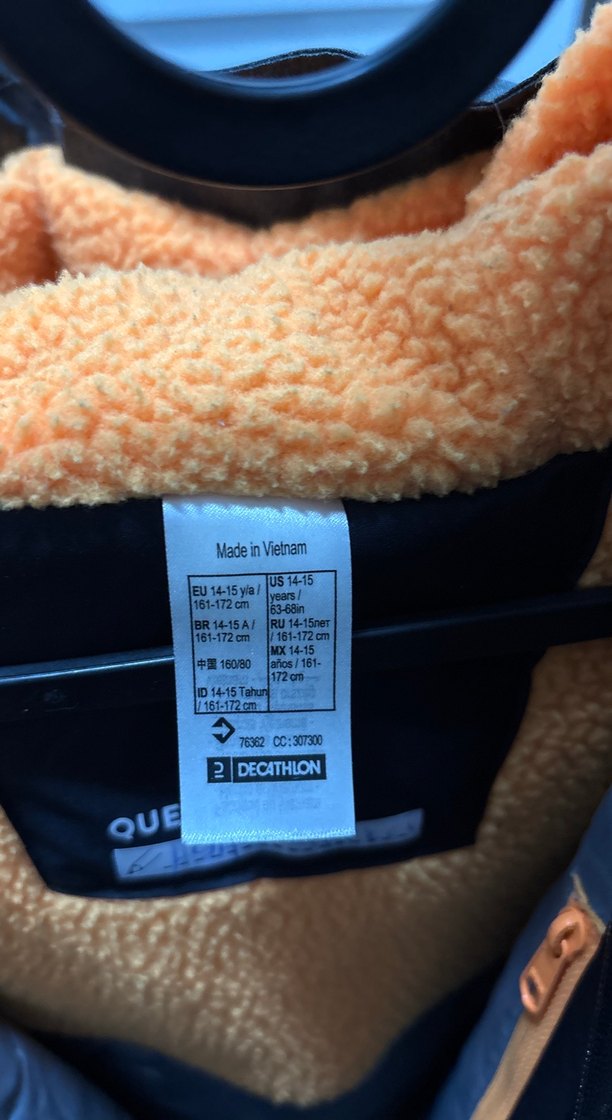 Made in Vietnam
EU 14-15 y/a /
161-172 cm
BR 14-15 A /
161-172 cm
中国 160/80
ID 14-15 Tahun
/ 161-172 cm
US 14-15
years /
63-68in
RU 14-15лет
/ 161-172 cm
MX 14-15
años / 161-
172 cm
76362 CC : 307300
DECATHLON
QUE